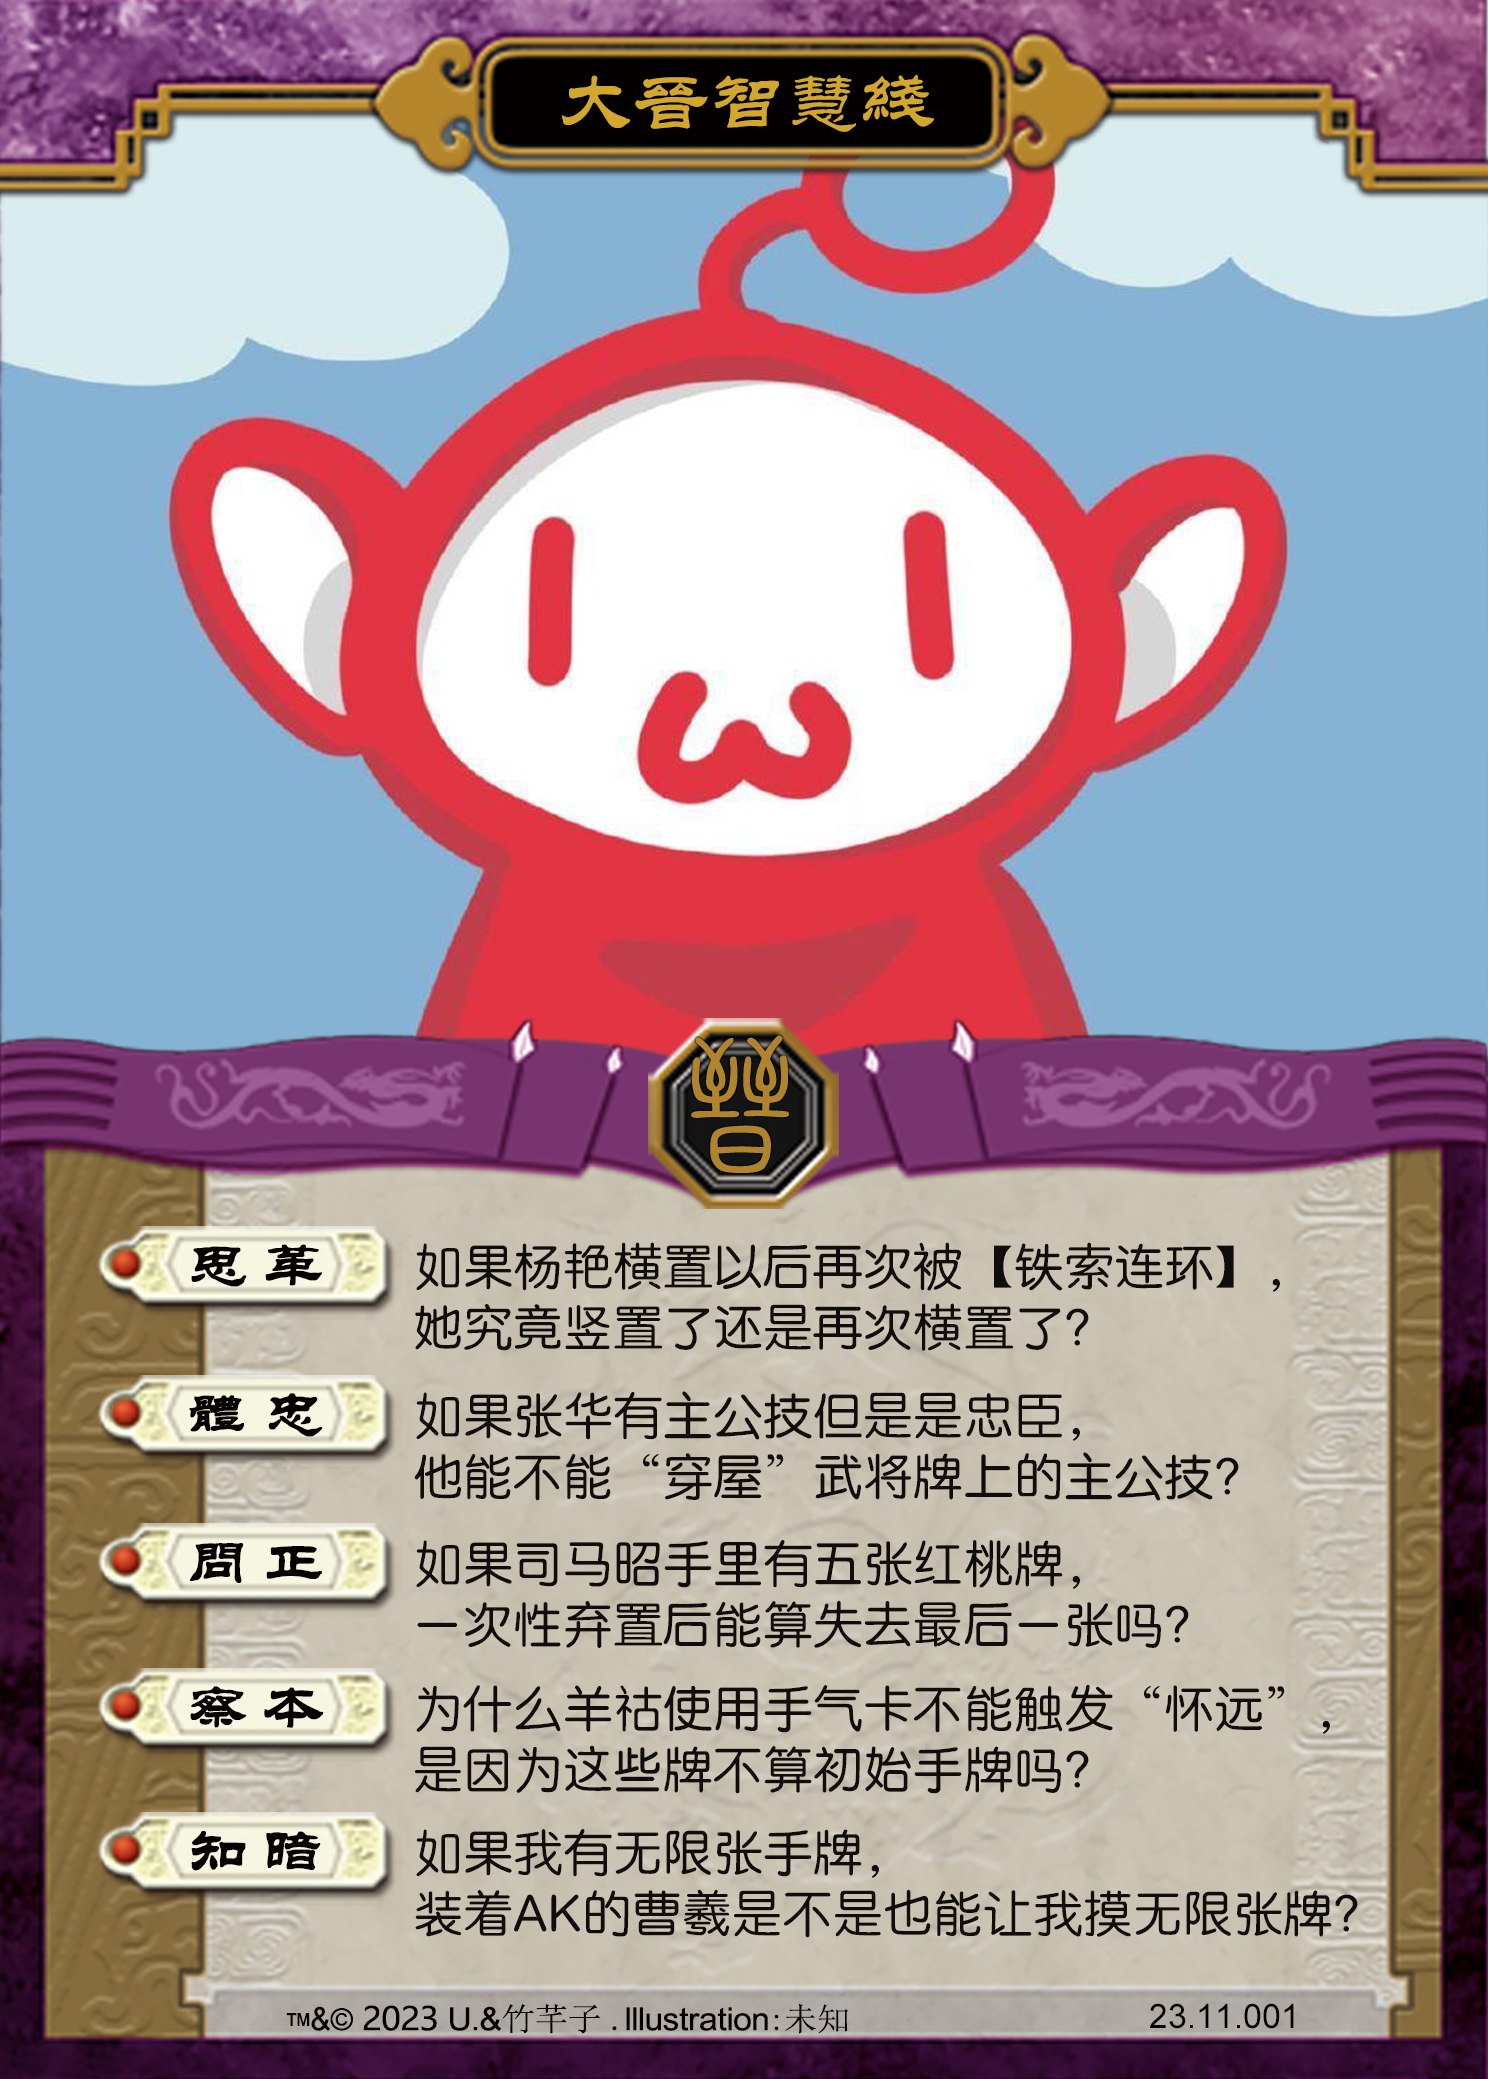 大晉智慧綫
晉
思革
如果杨艳横置以后再次被【铁索连环】，
她究竟竖置了还是再次横置了？
體忠
如果张华有主公技但是是忠臣，
他能不能“穿屋”武将牌上的主公技？
問正
如果司马昭手里有五张红桃牌，
一次性弃置后能算失去最后一张吗？
察本
为什么羊祜使用手气卡不能触发“怀远”，
是因为这些牌不算初始手牌吗？
知暗
如果我有无限张手牌，
装着AK的曹羲是不是也能让我摸无限张牌？
™&© 2023 U.&竹芊子 . Illustration：未知
23.11.001